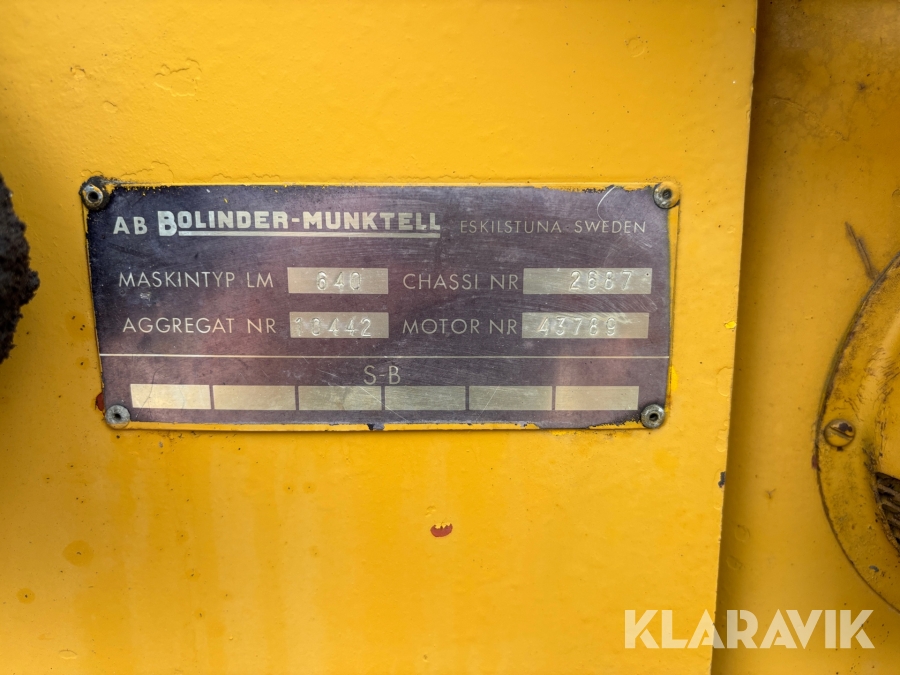 AB BOLINDER-MUNKTELL ESKILSTUNA SWEDEN
MASKINTYP LM 640 CHASSI NR 2687
AGGREGAT NR 13442 MOTOR NR 43789
S-B
KLARAVIK